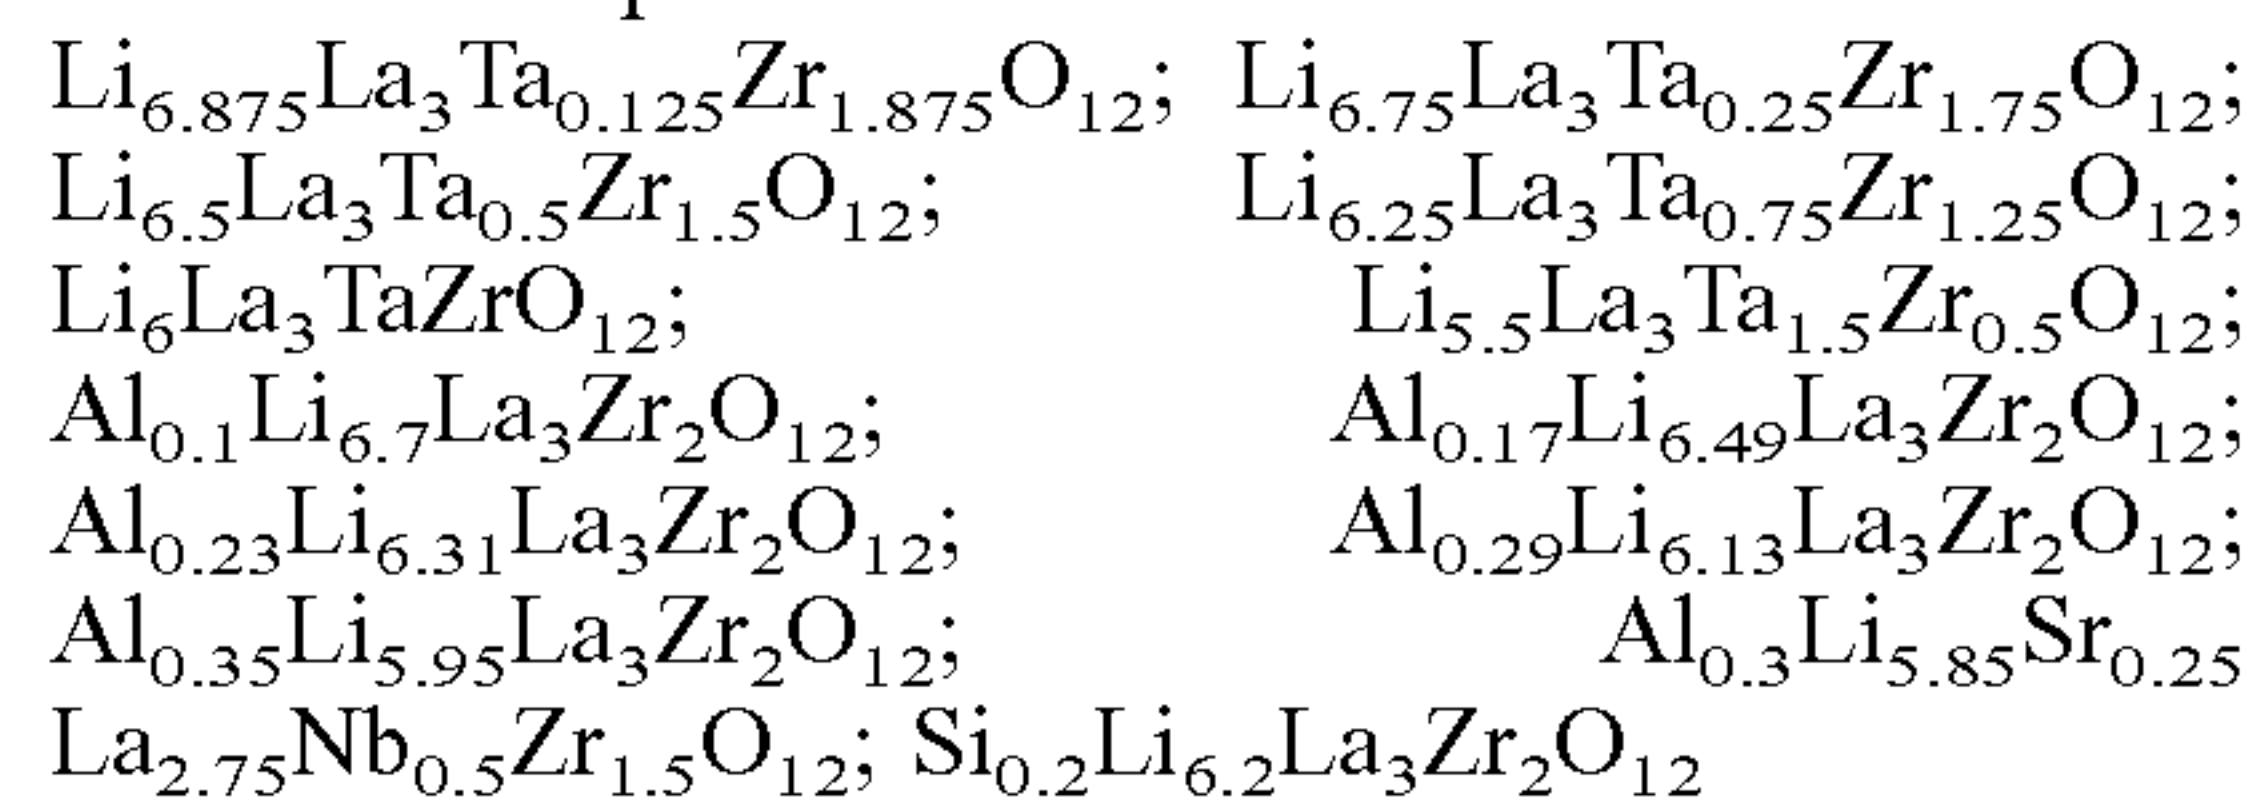 Li₆.₈₇₅La₃Ta₀.₁₂₅Zr₁.₈₇₅O₁₂; Li₆.₇₅La₃Ta₀.₂₅Zr₁.₇₅O₁₂;
Li₆.₅La₃Ta₀.₅Zr₁.₅O₁₂; Li₆.₂₅La₃Ta₀.₇₅Zr₁.₂₅O₁₂;
Li₆La₃TaZrO₁₂; Li₅.₅La₃Ta₁.₅Zr₀.₅O₁₂;
Al₀.₁Li₆.₇La₃Zr₂O₁₂; Al₀.₁₇Li₆.₄₉La₃Zr₂O₁₂;
Al₀.₂₃Li₆.₃₁La₃Zr₂O₁₂; Al₀.₂₉Li₆.₁₃La₃Zr₂O₁₂;
Al₀.₃₅Li₅.₉₅La₃Zr₂O₁₂; Al₀.₃Li₅.₈₅Sr₀.₂₅
La₂.₇₅Nb₀.₅Zr₁.₅O₁₂; Si₀.₂Li₆.₂La₃Zr₂O₁₂